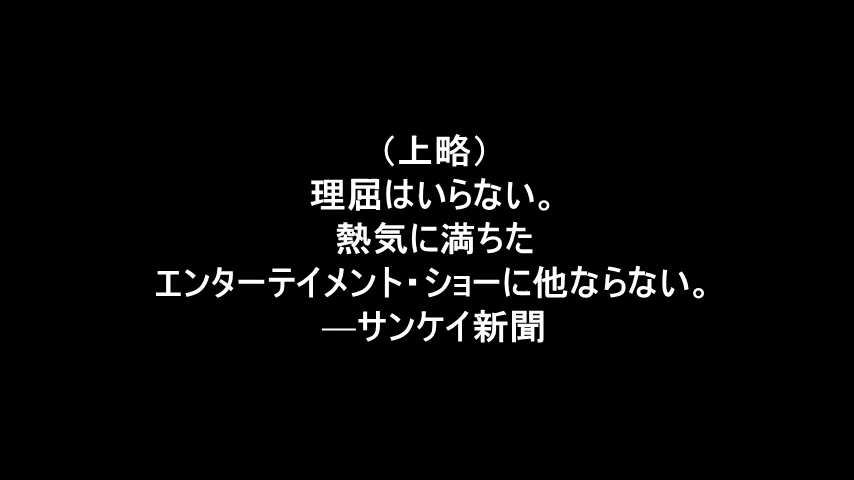 （上略）
理屈はいらない。
熱気に満ちた
エンターテイメント・ショーに他ならない。
―サンケイ新聞